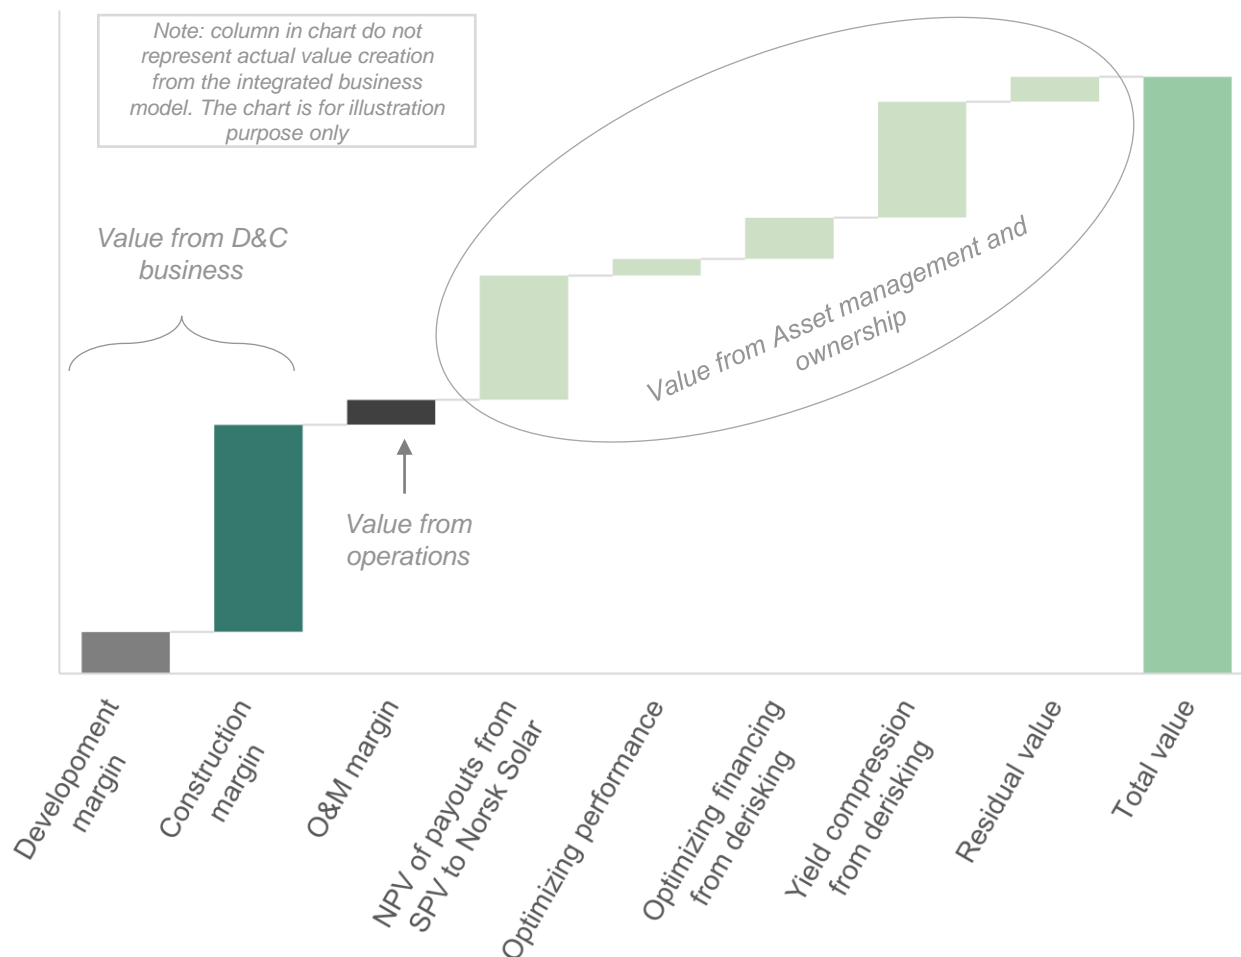 Note: column in chart do not
represent actual value creation
from the integrated business
model. The chart is for illustration
purpose only
Value from D&C
business
Value from Asset management and
ownership
Value from
operations
Developoment
margin
Construction
margin
O&M margin
NPV of payouts from
SPV to Norsk Solar
Optimizing performance
Optimizing financing
from derisking
Yield compression
from derisking
Residual value
Total value